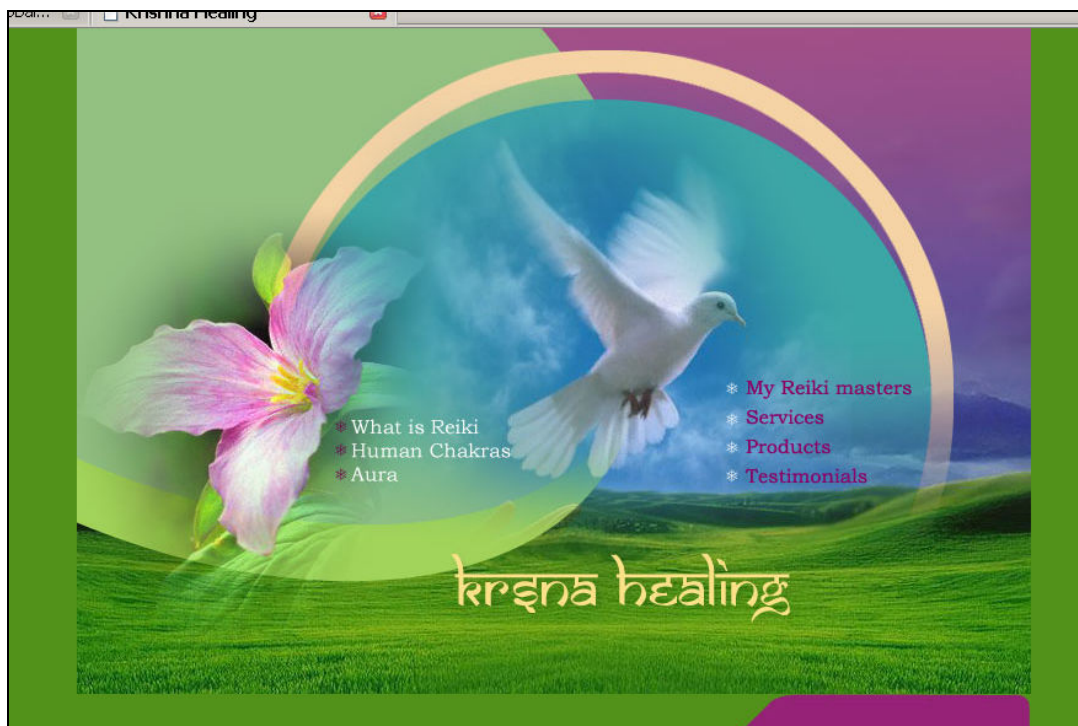 Krishna Healing
What is Reiki
Human Chakras
Aura
My Reiki masters
Services
Products
Testimonials
krsna healing